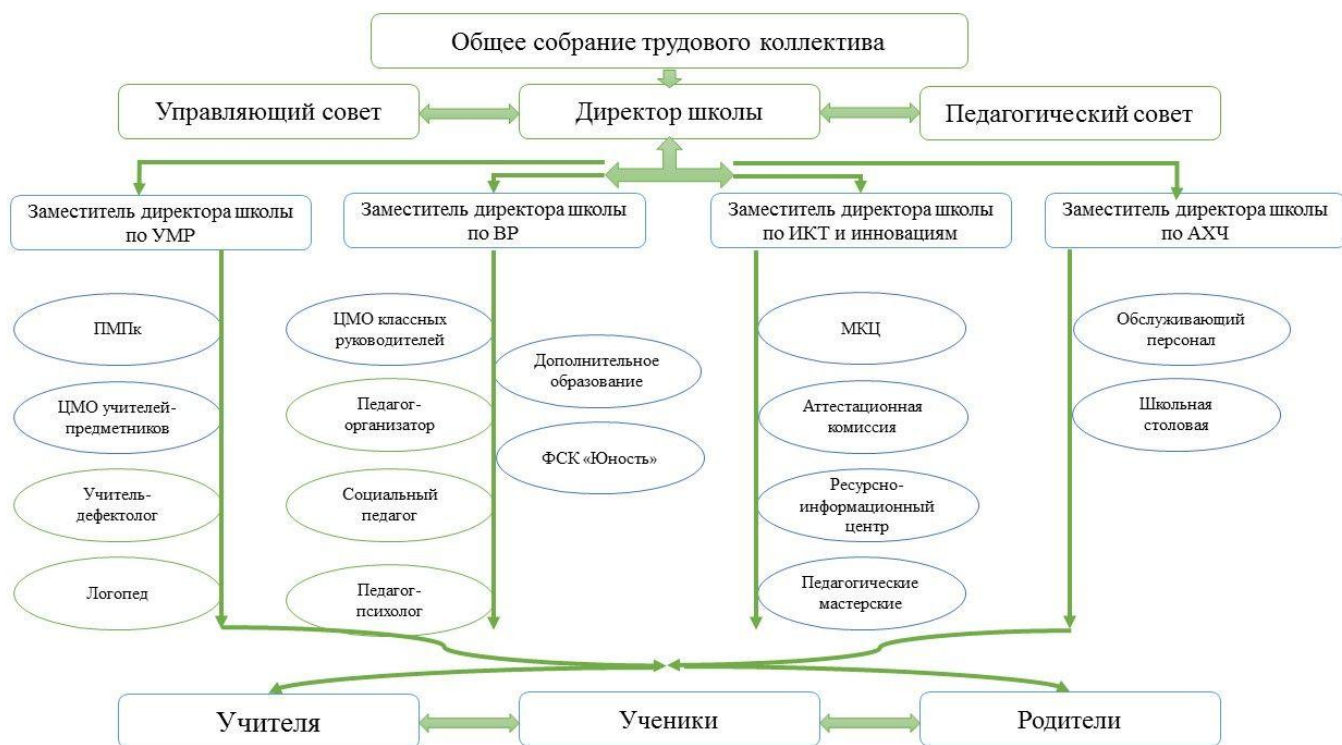 Общее собрание трудового коллектива
Управляющий совет
Директор школы
Педагогический совет
Заместитель директора школы
по УМР
Заместитель директора школы
по ВР
Заместитель директора школы
по ИКТ и инновациям
Заместитель директора школы
по АХЧ
ПМПк
ЦМО учителей-
предметников
Учитель-
дефектолог
Логопед
ЦМО классных
руководителей
Педагог-
организатор
Социальный
педагог
Педагог-
психолог
Дополнительное
образование
ФСК «Юность»
МКЦ
Аттестационная
комиссия
Ресурсно-
информационный
центр
Педагогические
мастерские
Обслуживающий
персонал
Школьная
столовая
Учителя
Ученики
Родители